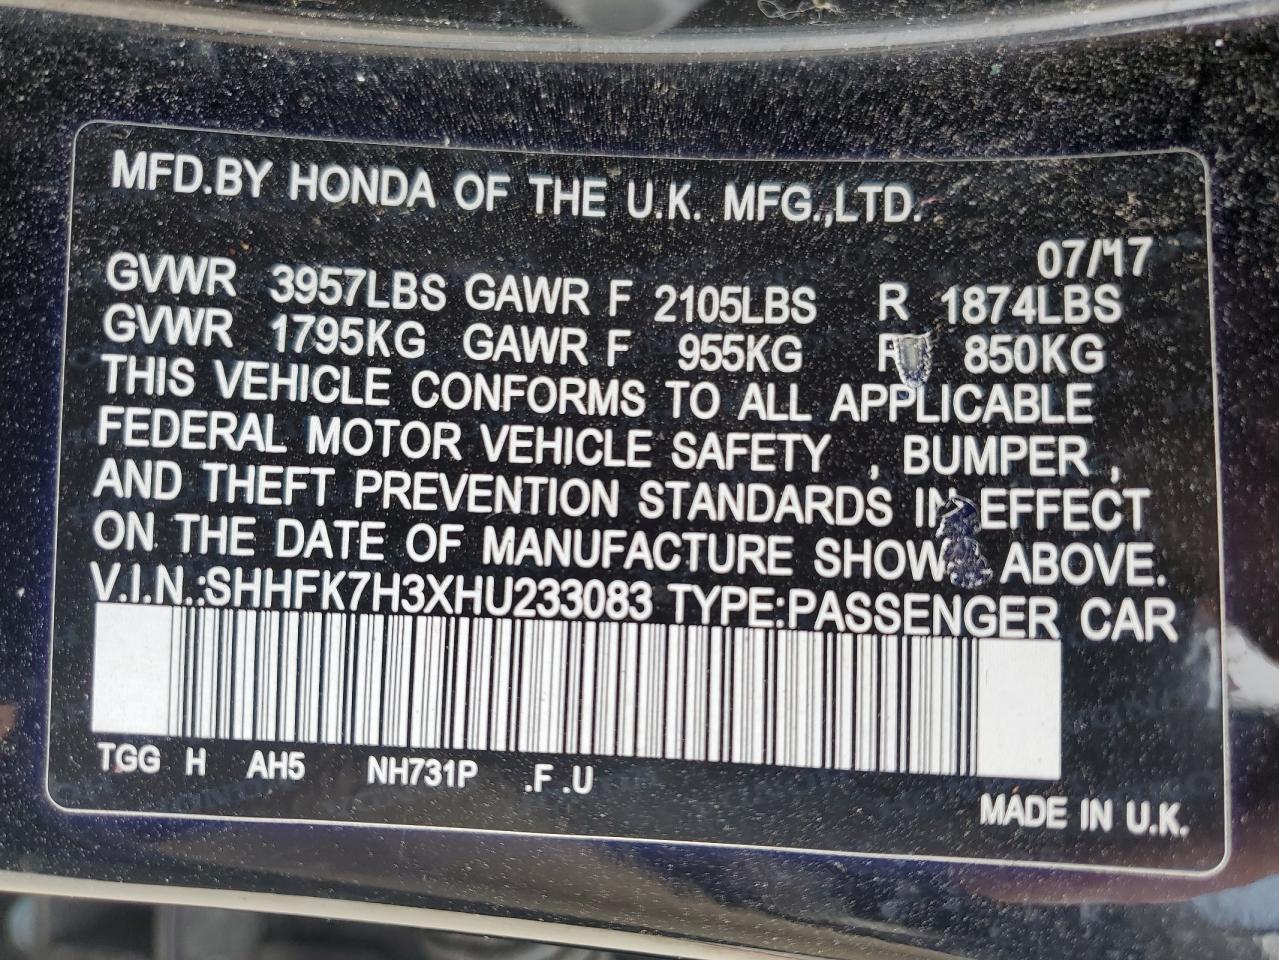 MFD.BY HONDA OF THE U.K. MFG.,LTD.
07/17
GVWR 3957LBS GAWR F 2105LBS R 1874LBS
GVWR 1795KG GAWR F 955KG R 850KG
THIS VEHICLE CONFORMS TO ALL APPLICABLE
FEDERAL MOTOR VEHICLE SAFETY , BUMPER ,
AND THEFT PREVENTION STANDARDS IN EFFECT
ON THE DATE OF MANUFACTURE SHOWN ABOVE.
V.I.N.:SHHFK7H3XHU233083 TYPE:PASSENGER CAR
TGG H AH5 NH731P .F .U
MADE IN U.K.